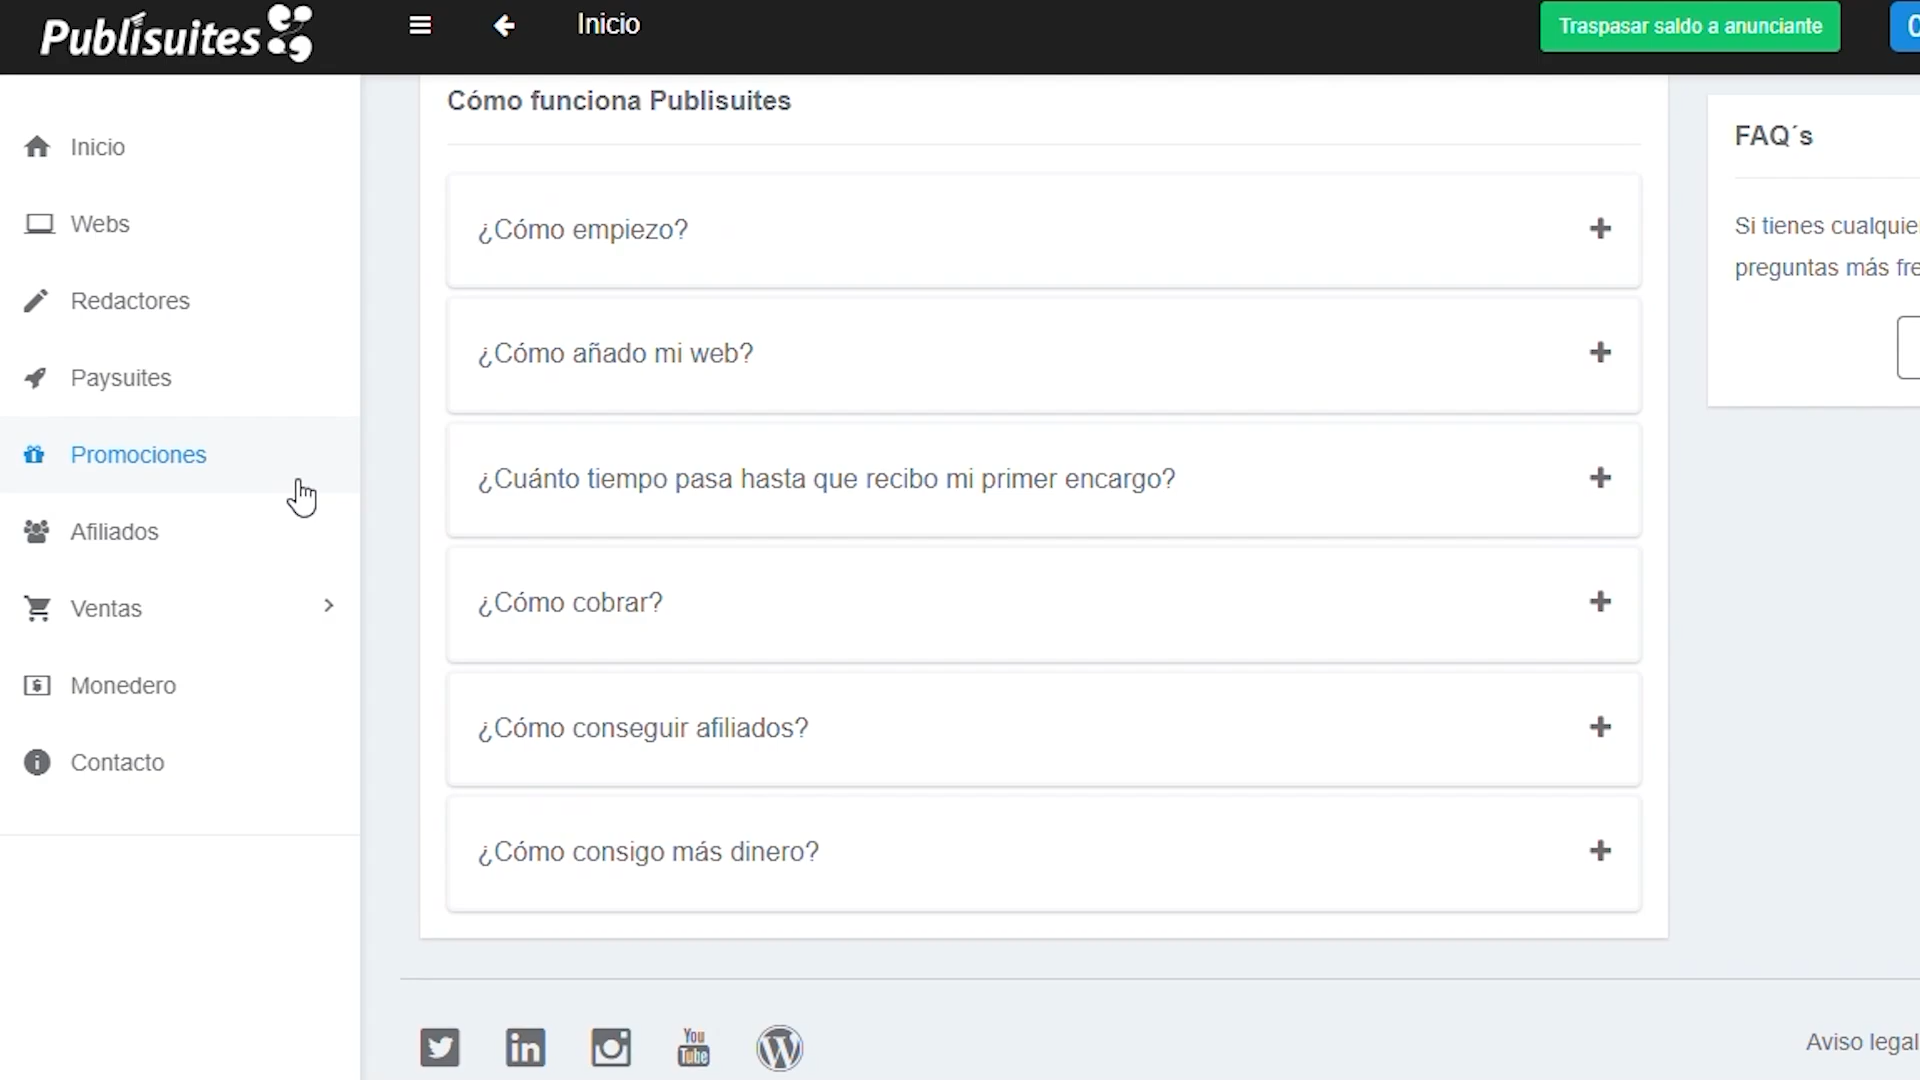 Publisuites
Inicio
Traspasar saldo a anunciante
Inicio
Webs
Redactores
Paysuites
Promociones
Afiliados
Ventas
Monedero
Contacto
Cómo funciona Publisuites
¿Cómo empiezo?
¿Cómo añado mi web?
¿Cuánto tiempo pasa hasta que recibo mi primer encargo?
¿Cómo cobrar?
¿Cómo conseguir afiliados?
¿Cómo consigo más dinero?
FAQ´s
Si tienes
preguntas más
You
Tube
Aviso legal